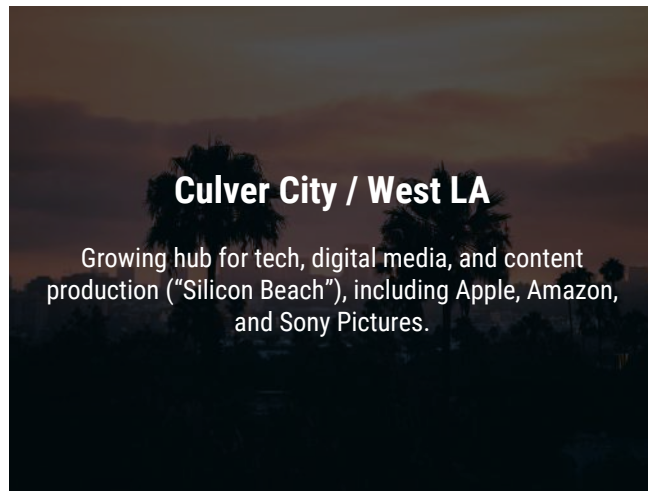 Culver City / West LA
Growing hub for tech, digital media, and content
production (“Silicon Beach”), including Apple, Amazon,
and Sony Pictures.